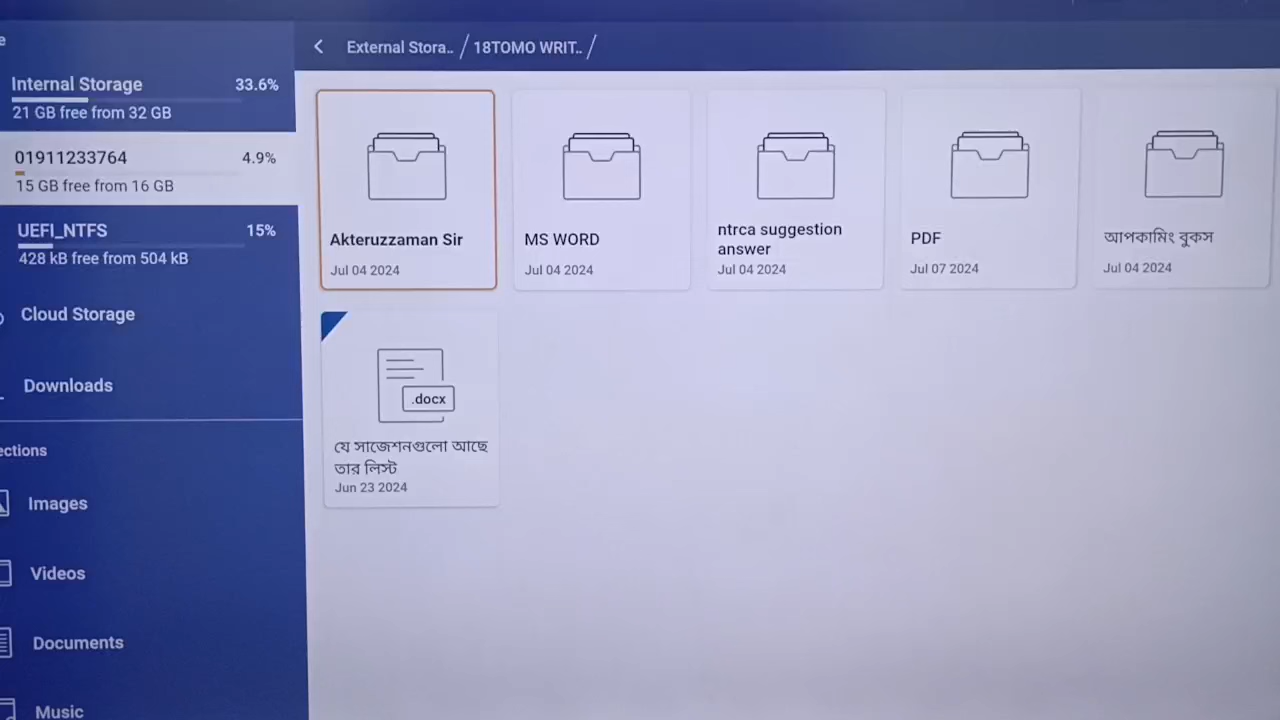 External Stora.. / 18TOMO WRIT.. /
Internal Storage 33.6%
21 GB free from 32 GB
01911233764 4.9%
15 GB free from 16 GB
UEFI_NTFS 15%
428 kB free from 504 kB
Cloud Storage
Downloads
ections
Images
Videos
Documents
Music
Akteruzzaman Sir
Jul 04 2024
MS WORD
Jul 04 2024
ntrca suggestion
answer
Jul 04 2024
PDF
Jul 07 2024
আপকামিং বুকস
Jul 04 2024
.docx
যে সাজেশনগুলো আছে
তার লিস্ট
Jun 23 2024